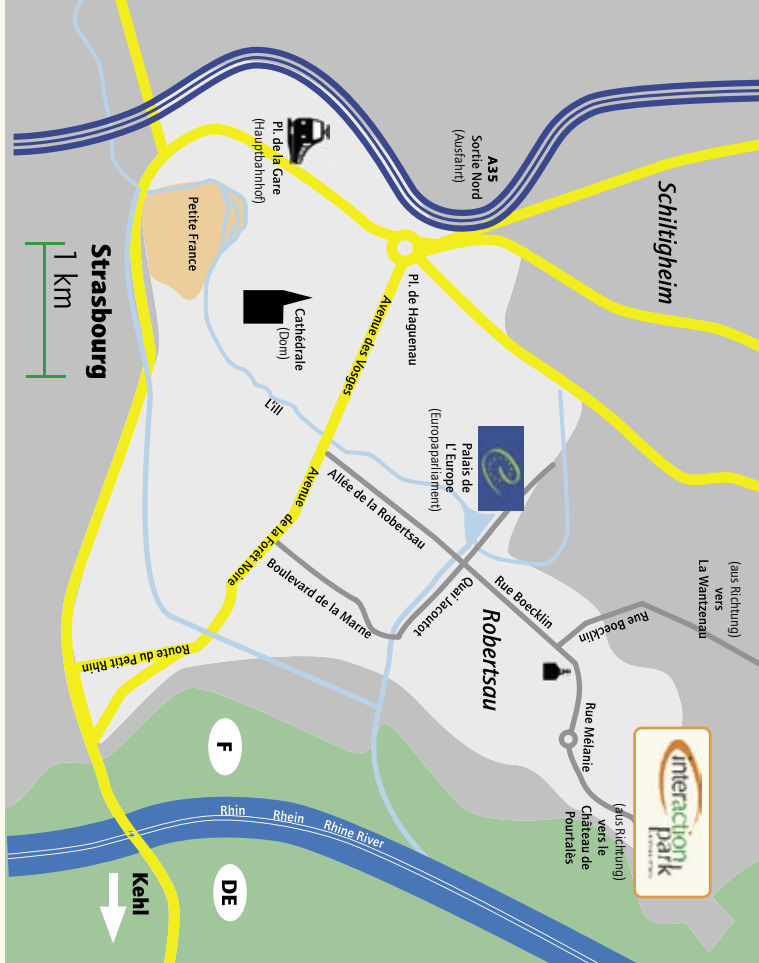 A35
Sortie Nord
(Ausfahrt)
Schiltigheim
Pl. de la Gare
(Hauptbahnhof)
Petite France
Strasbourg
1 km
Pl. de Haguenau
Cathédrale
(Dom)
Avenue des Vosges
L'ill
Palais de
L' Europe
(Europaparliament)
Allée de la Robertsau
Avenue de la Forêt Noire
Boulevard de la Marne
Quai Jacoutot
Rue Boecklin
Rue Boecklin
(aus Richtung)
vers
La Wantzenau
Robertsau
Route du Petit Rhin
Rue Mélanie
interaction
park
(aus Richtung)
vers le
Château de
Pourtalès
F
Rhin Rhein Rhine River
DE
Kehl